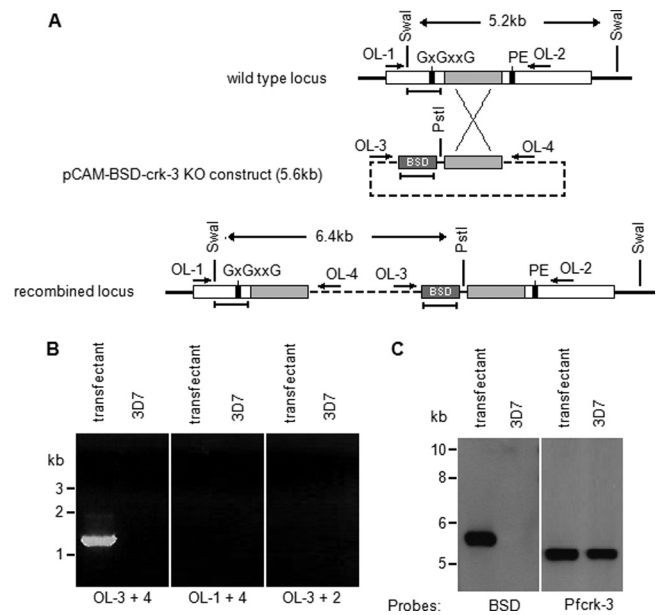 A
5.2kb
SwaI
SwaI
OL-1
GxGxxG
PE
OL-2
wild type locus
PstI
OL-3
BSD
OL-4
pCAM-BSD-crk-3 KO construct (5.6kb)
6.4kb
SwaI
PstI
SwaI
OL-1
GxGxxG
OL-4
OL-3
BSD
PE
OL-2
recombined locus
B
transfectant
3D7
transfectant
3D7
transfectant
3D7
kb
3
2
1
OL-3 + 4
OL-1 + 4
OL-3 + 2
C
transfectant
3D7
transfectant
3D7
kb
10
8
6
5
Probes:
BSD
Pfcrk-3